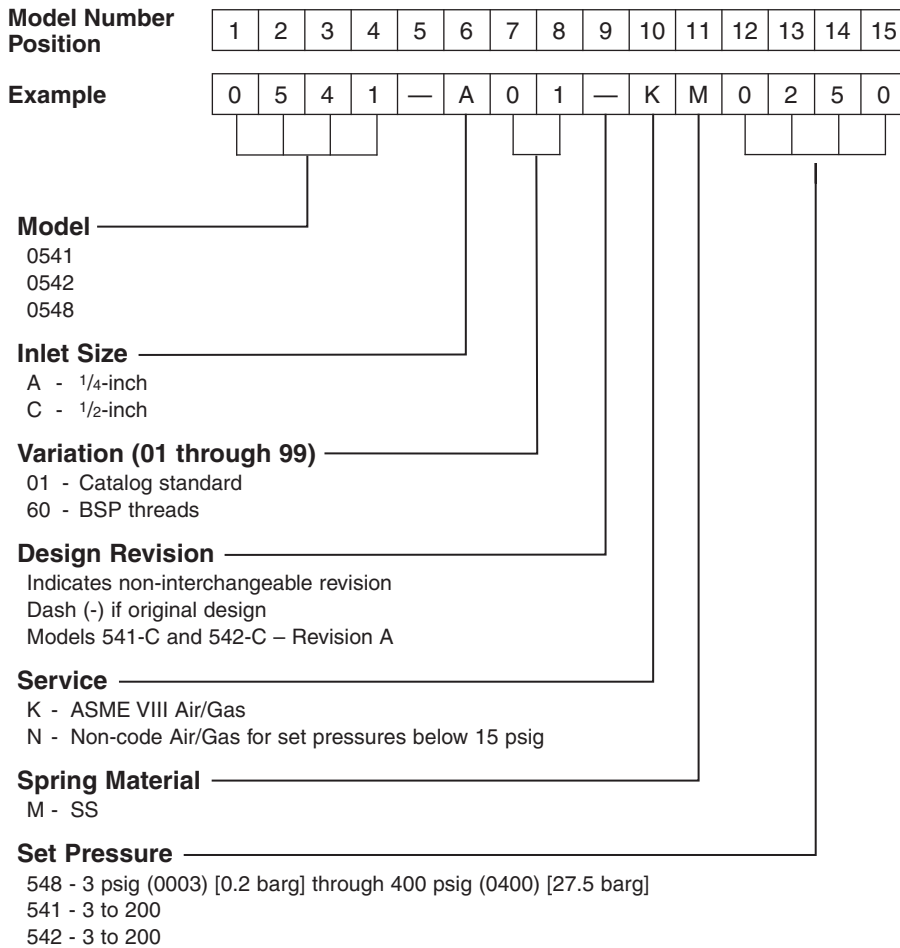 Model Number
Position
1 2 3 4 5 6 7 8 9 10 11 12 13 14 15
Example
0 5 4 1 — A 0 1 — K M 0 2 5 0
Model
0541
0542
0548
Inlet Size
A - 1/4-inch
C - 1/2-inch
Variation (01 through 99)
01 - Catalog standard
60 - BSP threads
Design Revision
Indicates non-interchangeable revision
Dash (-) if original design
Models 541-C and 542-C – Revision A
Service
K - ASME VIII Air/Gas
N - Non-code Air/Gas for set pressures below 15 psig
Spring Material
M - SS
Set Pressure
548 - 3 psig (0003) [0.2 barg] through 400 psig (0400) [27.5 barg]
541 - 3 to 200
542 - 3 to 200